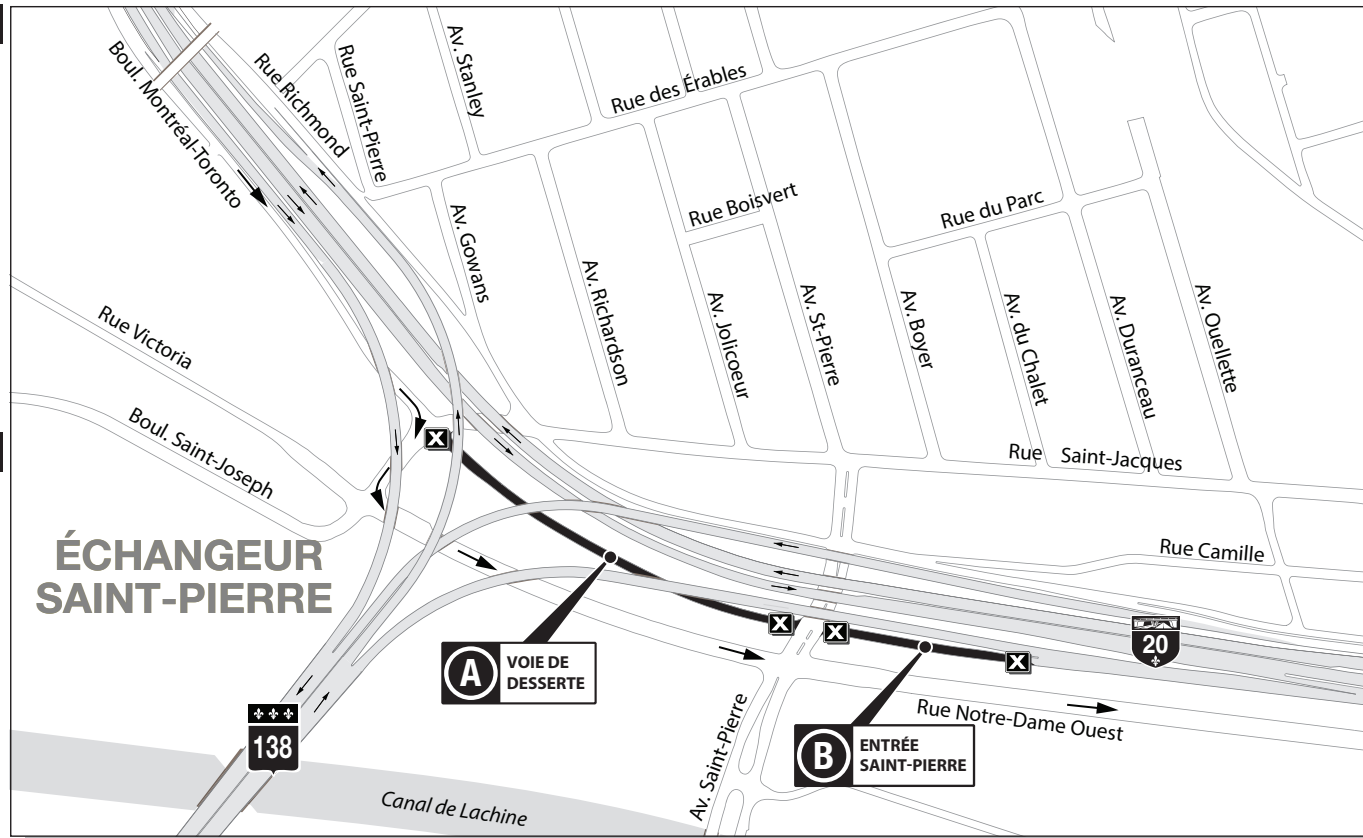 Boul. Montréal-Toronto
Rue Richmond
Rue Saint-Pierre
Av. Stanley
Rue des Érables
Rue Boisvert
Rue du Parc
Av. Gowans
Av. Richardson
Av. Jolicoeur
Av. St-Pierre
Av. Boyer
Av. du Chalet
Av. Duranceau
Av. Ouellette
Rue Victoria
Boul. Saint-Joseph
Rue Saint-Jacques
Rue Camille
ÉCHANGEUR
SAINT-PIERRE
X
X
X
X
20
A
VOIE DE
DESSERTE
B
ENTRÉE
SAINT-PIERRE
Rue Notre-Dame Ouest
Av. Saint-Pierre
138
Canal de Lachine